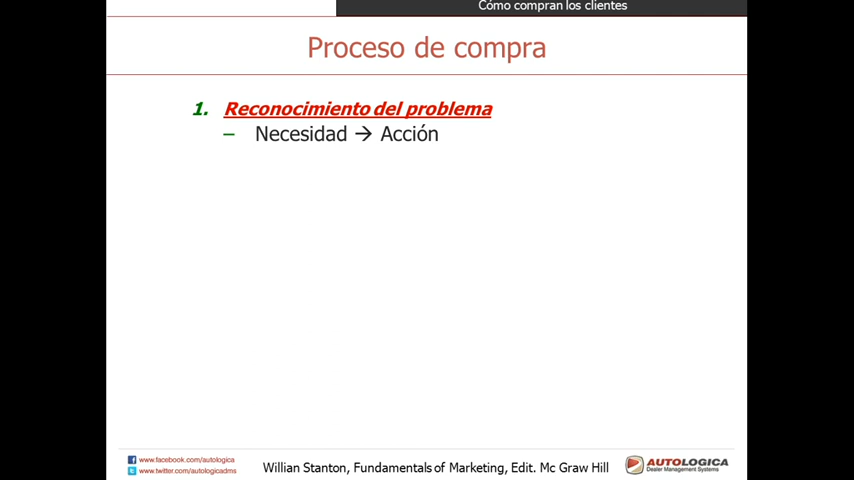 Cómo compran los clientes
Proceso de compra
1. Reconocimiento del problema
– Necesidad → Acción
www.facebook.com/autologica
www.twitter.com/autologicadms
Willian Stanton, Fundamentals of Marketing, Edit. Mc Graw Hill
AUTOLOGICA
Dealer Management Systems